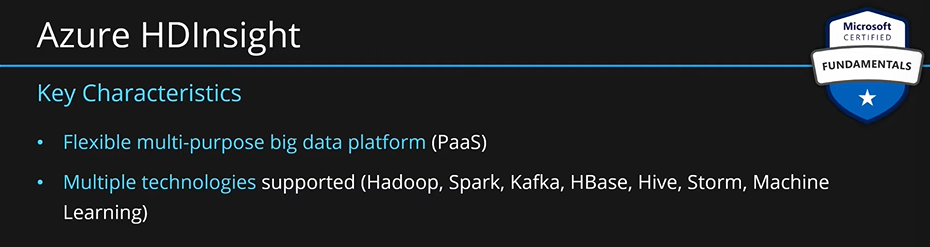 Azure HDInsight
Microsoft
CERTIFIED
FUNDAMENTALS
Key Characteristics
• Flexible multi-purpose big data platform (PaaS)
• Multiple technologies supported (Hadoop, Spark, Kafka, HBase, Hive, Storm, Machine
Learning)